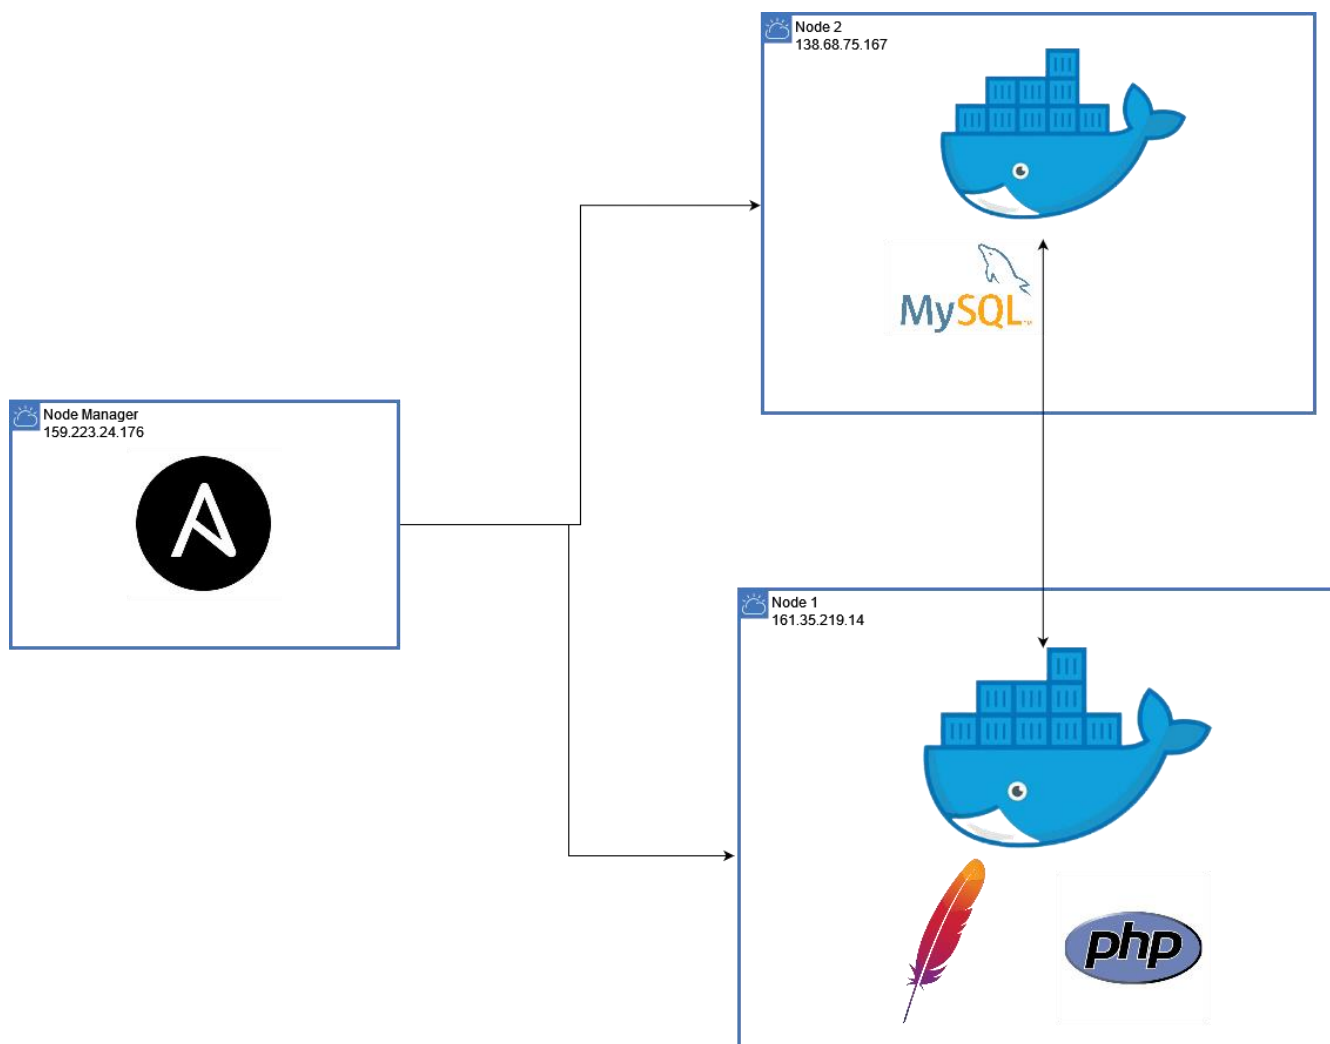 Node 2
138.68.75.167
MySQL™
Node Manager
159.223.24.176
Node 1
161.35.219.14
php